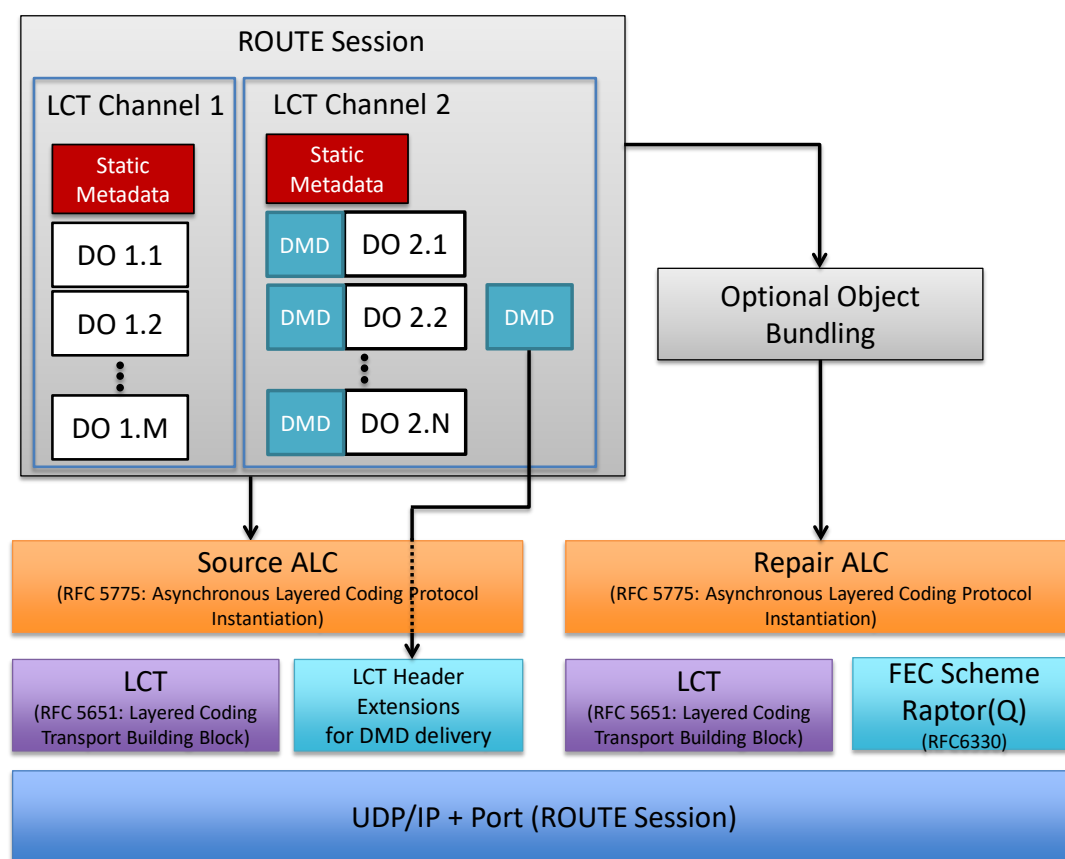 ROUTE Session
LCT Channel 1
Static
Metadata
DO 1.1
DO 1.2
DO 1.M
LCT Channel 2
Static
Metadata
DMD
DO 2.1
DMD
DO 2.2
DMD
DMD
DO 2.N
Optional Object
Bundling
Source ALC
(RFC 5775: Asynchronous Layered Coding Protocol
Instantiation)
Repair ALC
(RFC 5775: Asynchronous Layered Coding Protocol
Instantiation)
LCT
(RFC 5651: Layered Coding
Transport Building Block)
LCT Header
Extensions
for DMD delivery
LCT
(RFC 5651: Layered Coding
Transport Building Block)
FEC Scheme
Raptor(Q)
(RFC6330)
UDP/IP + Port (ROUTE Session)